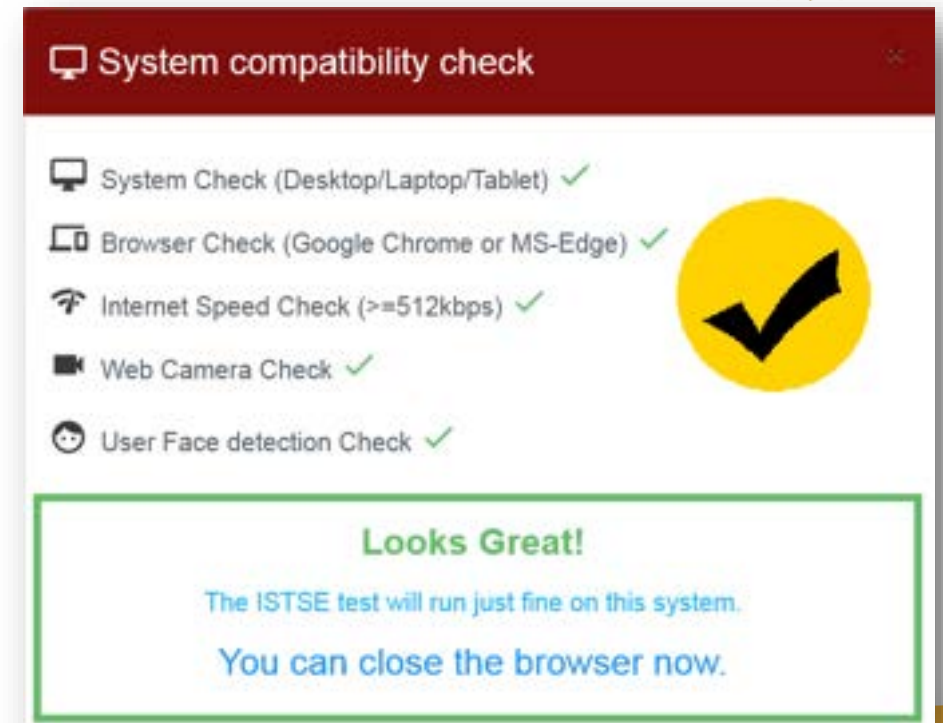 System compatibility check
System Check (Desktop/Laptop/Tablet)
Browser Check (Google Chrome or MS-Edge)
Internet Speed Check (>=512kbps)
Web Camera Check
User Face detection Check
Looks Great!
The ISTSE test will run just fine on this system.
You can close the browser now.